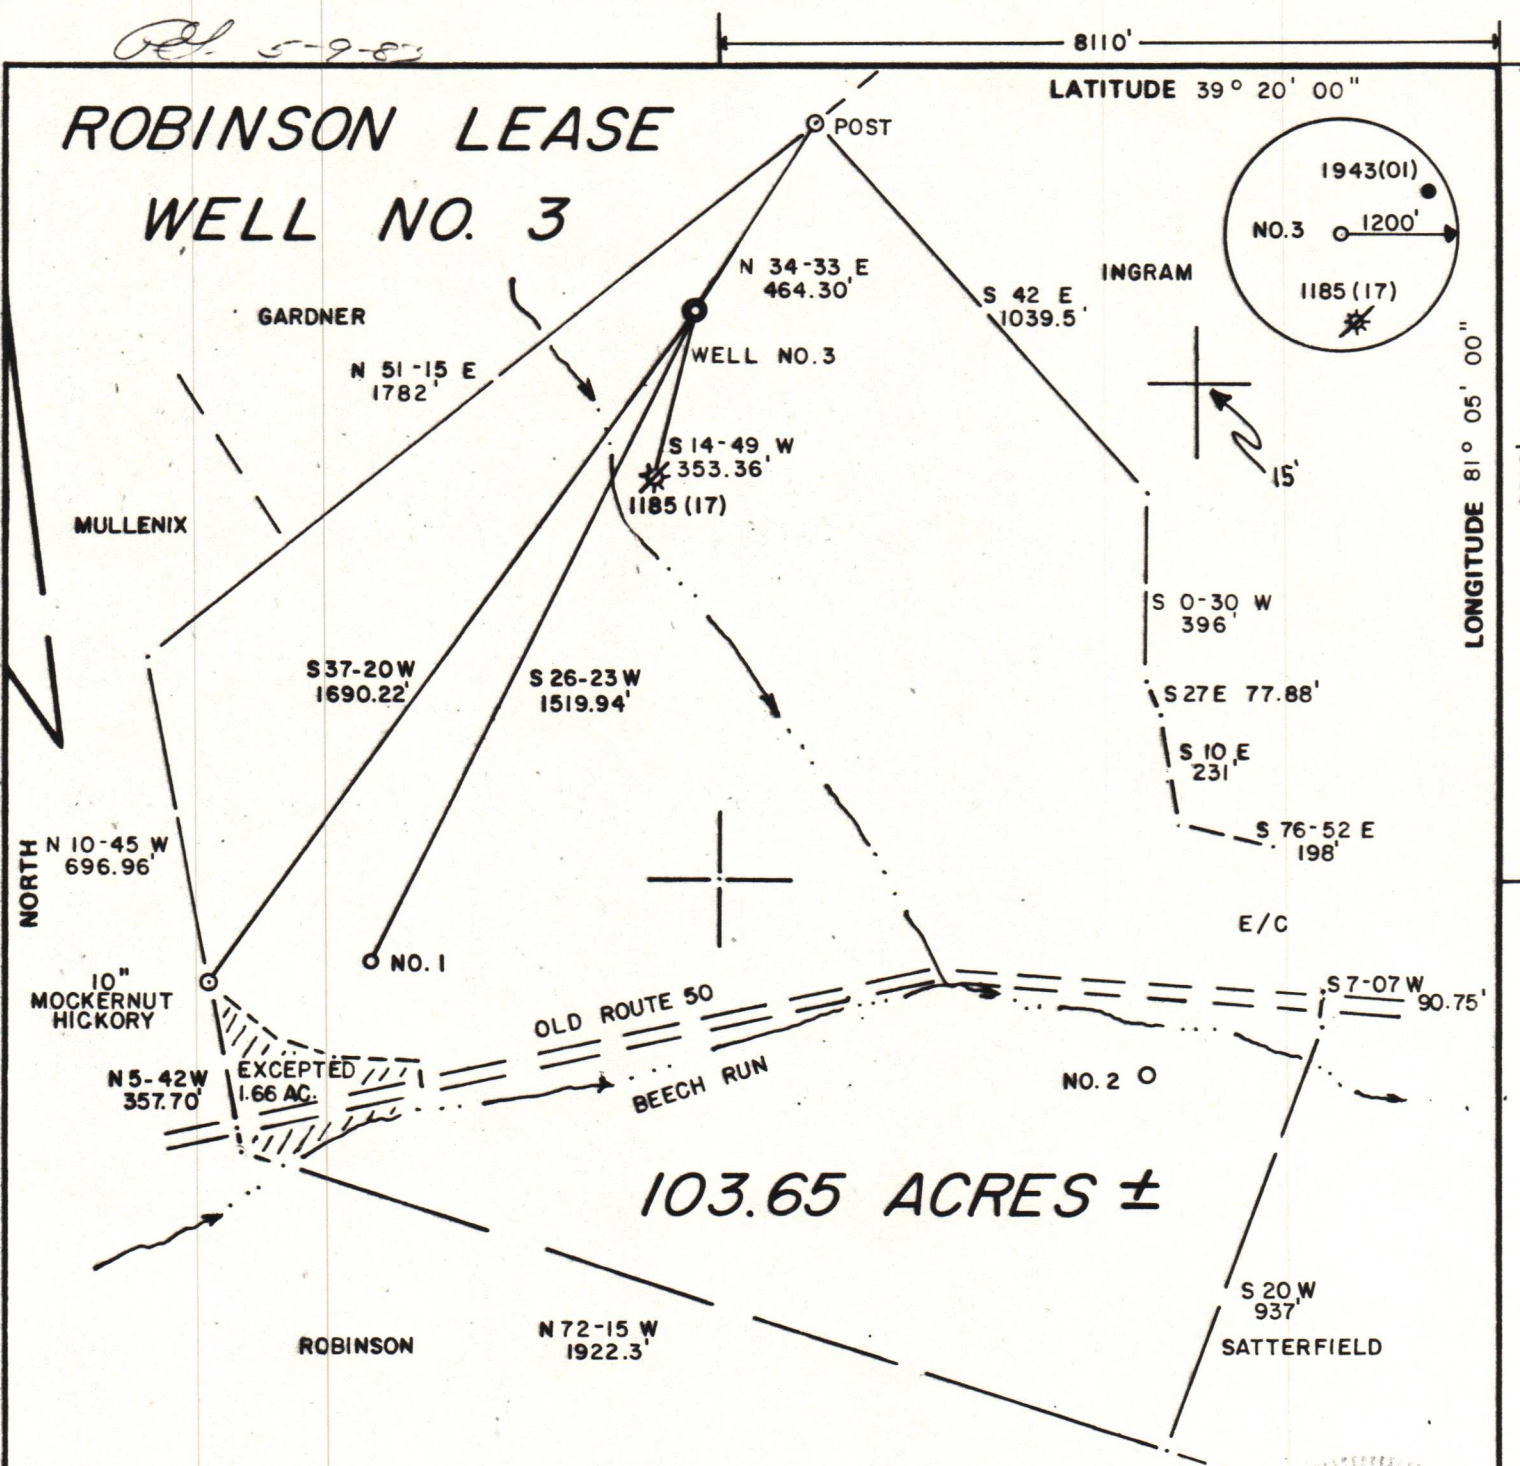 5-9-83
8110'
LATITUDE 39° 20' 00"
ROBINSON LEASE
WELL NO. 3
POST
1943(01)
NO.3 1200'
1185(17)
INGRAM
N 34-33 E
464.30'
S 42 E
1039.5'
GARDNER
N 51-15 E
1782'
WELL NO.3
LONGITUDE 81° 05' 00"
S 14-49 W
353.36'
1185(17)
15'
MULLENIX
S 0-30 W
396'
S37-20W
1690.22'
S 26-23 W
1519.94'
S27E 77.88'
S 10 E
231'
S 76-52 E
198'
NORTH
N 10-45 W
696.96'
E/C
NO. 1
10"
MOCKERNUT
HICKORY
S 7-07 W
90.75'
OLD ROUTE 50
EXCEPTED
1.66 AC.
N 5-42 W
357.70'
BEECH RUN
NO. 2
103.65 ACRES ±
S 20 W
937'
N 72-15 W
1922.3'
ROBINSON
SATTERFIELD